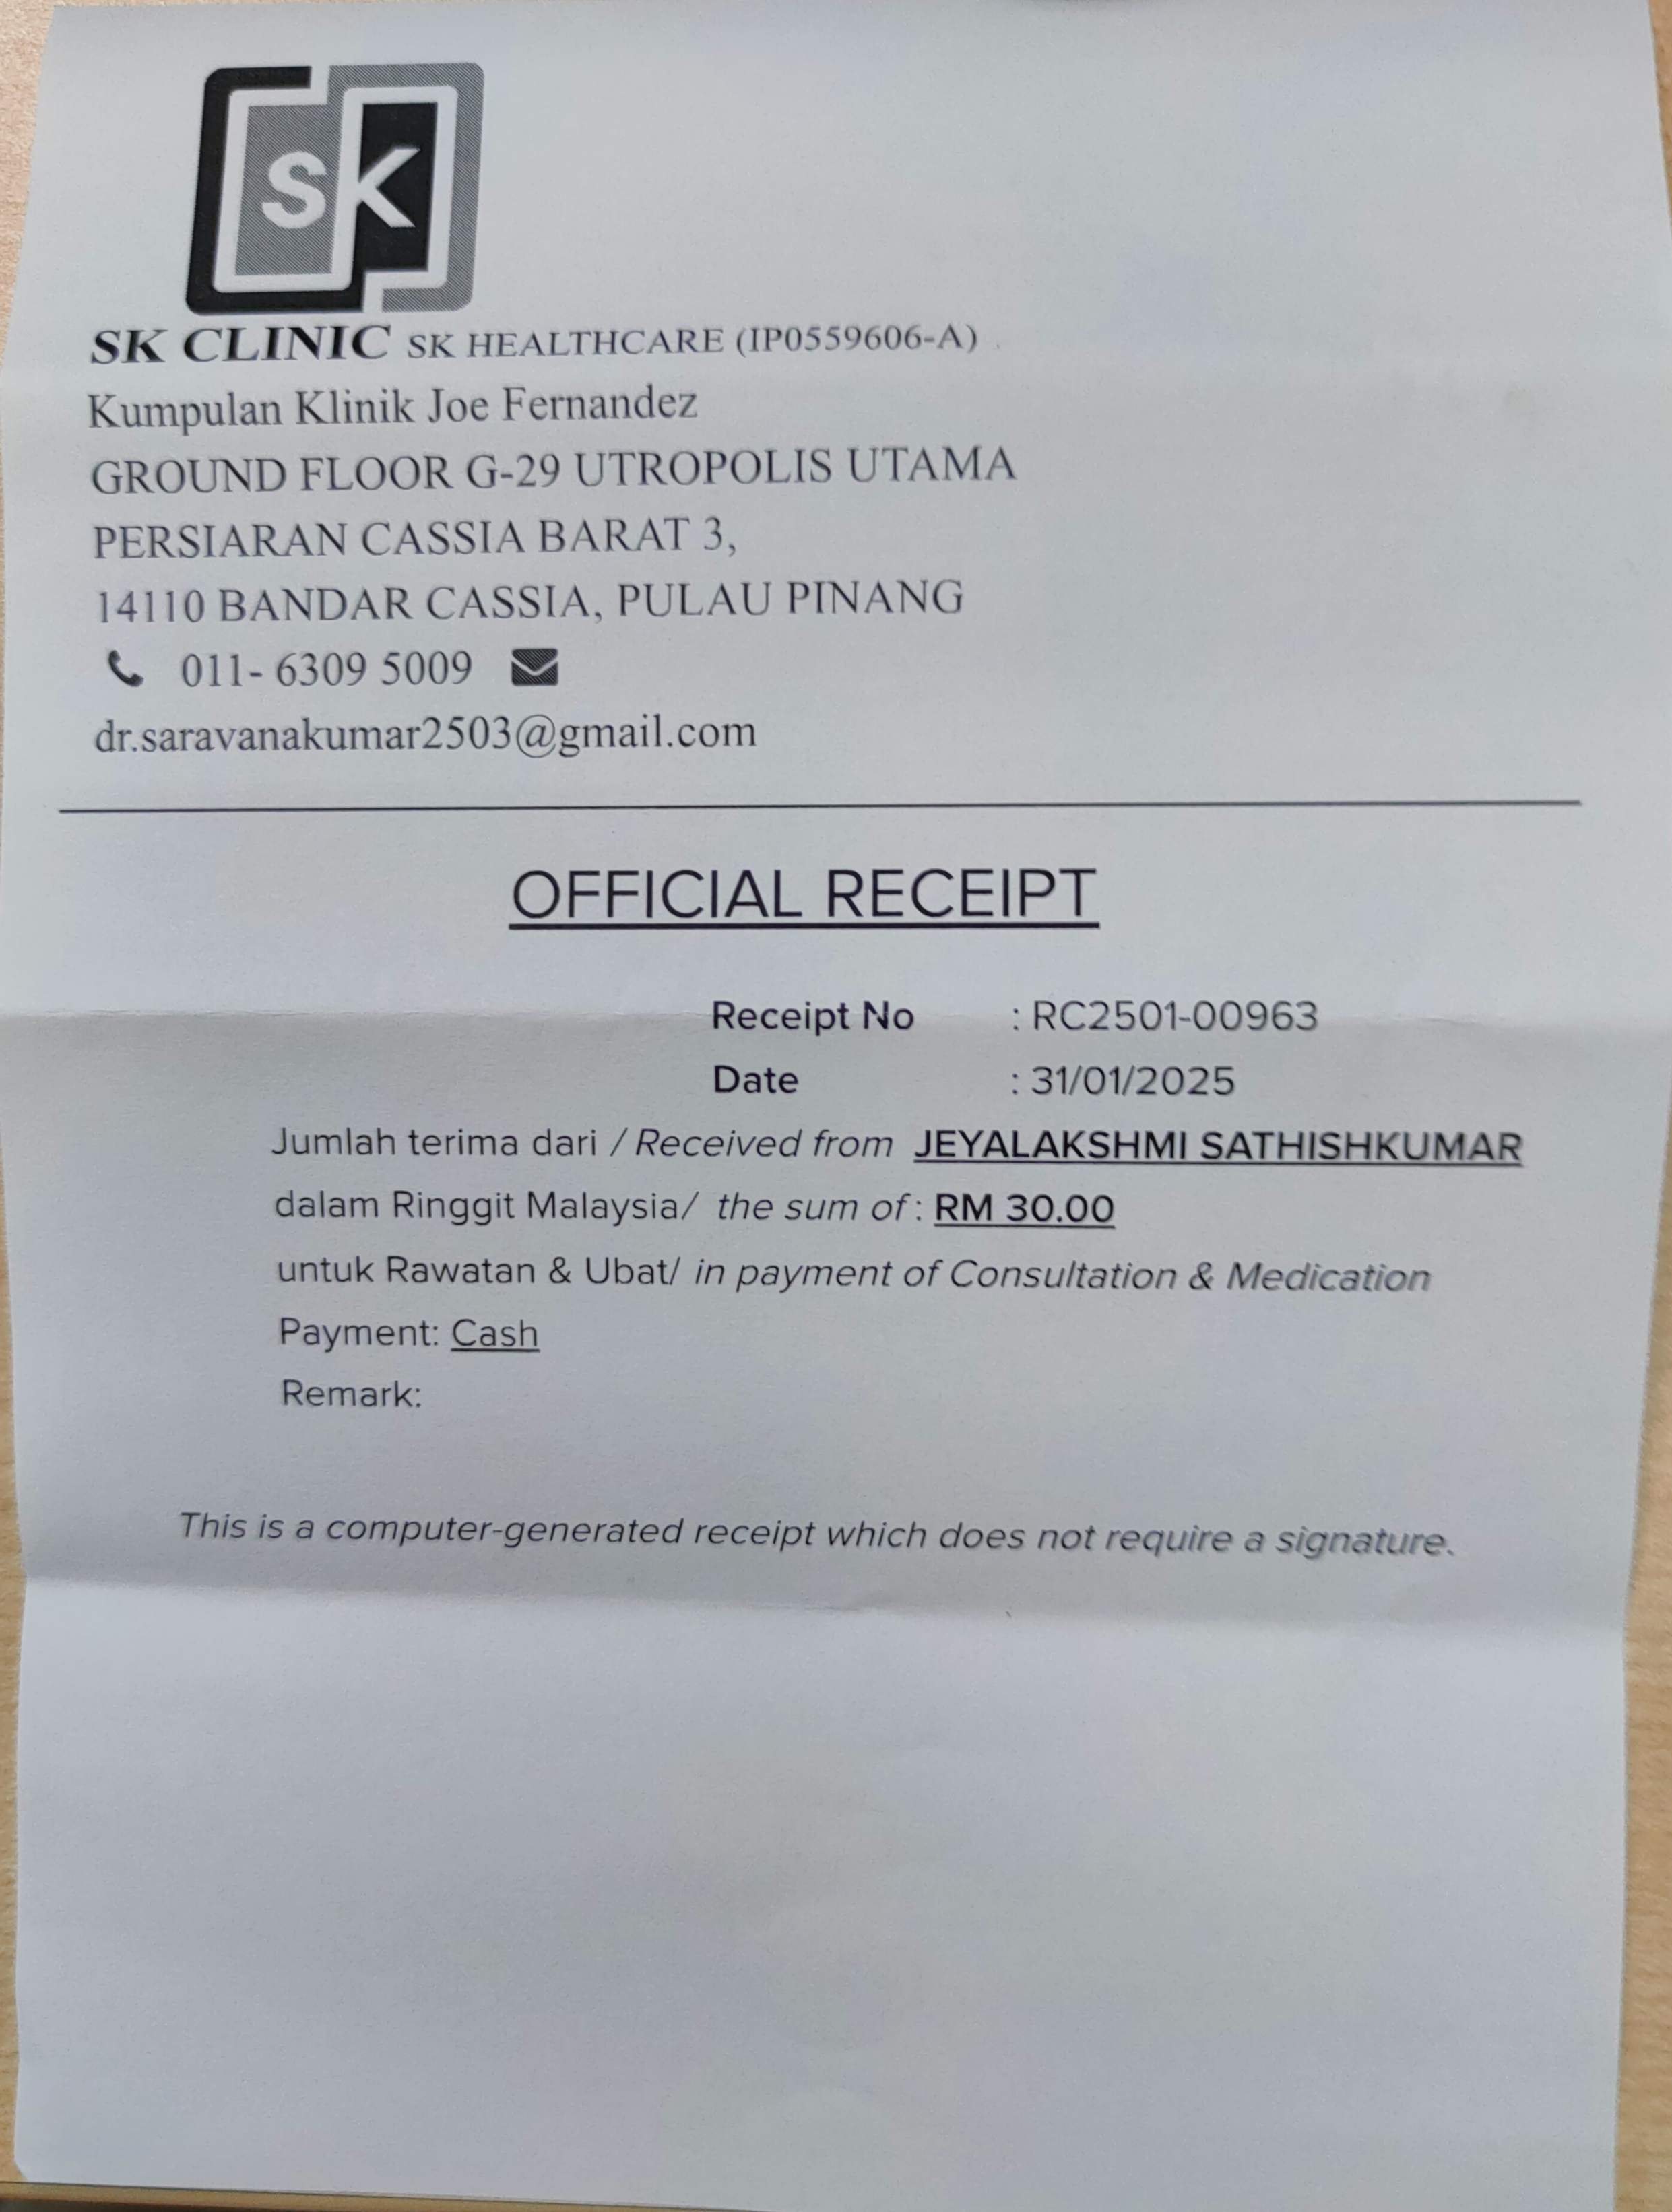 SK
SK CLINIC SK HEALTHCARE (IP0559606-A)
Kumpulan Klinik Joe Fernandez
GROUND FLOOR G-29 UTROPOLIS UTAMA
PERSIARAN CASSIA BARAT 3,
14110 BANDAR CASSIA, PULAU PINANG
011- 6309 5009
dr.saravanakumar2503@gmail.com
OFFICIAL RECEIPT
Receipt No : RC2501-00963
Date : 31/01/2025
Jumlah terima dari / Received from JEYALAKSHMI SATHISHKUMAR
dalam Ringgit Malaysia/ the sum of : RM 30.00
untuk Rawatan & Ubat/ in payment of Consultation & Medication
Payment: Cash
Remark:
This is a computer-generated receipt which does not require a signature.